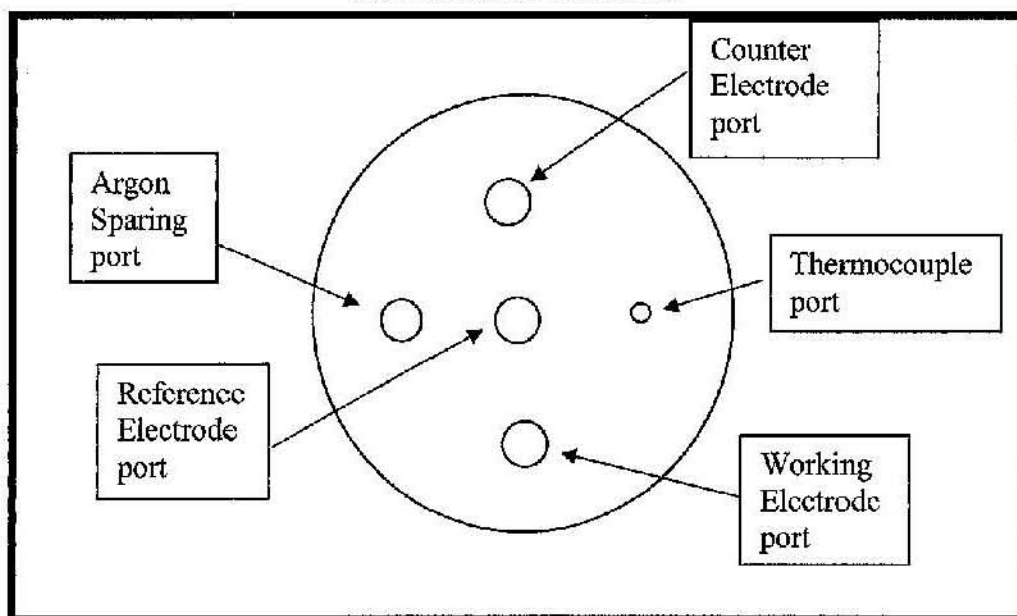 Counter
Electrode
port
Argon
Sparing
port
Thermocouple
port
Reference
Electrode
port
Working
Electrode
port